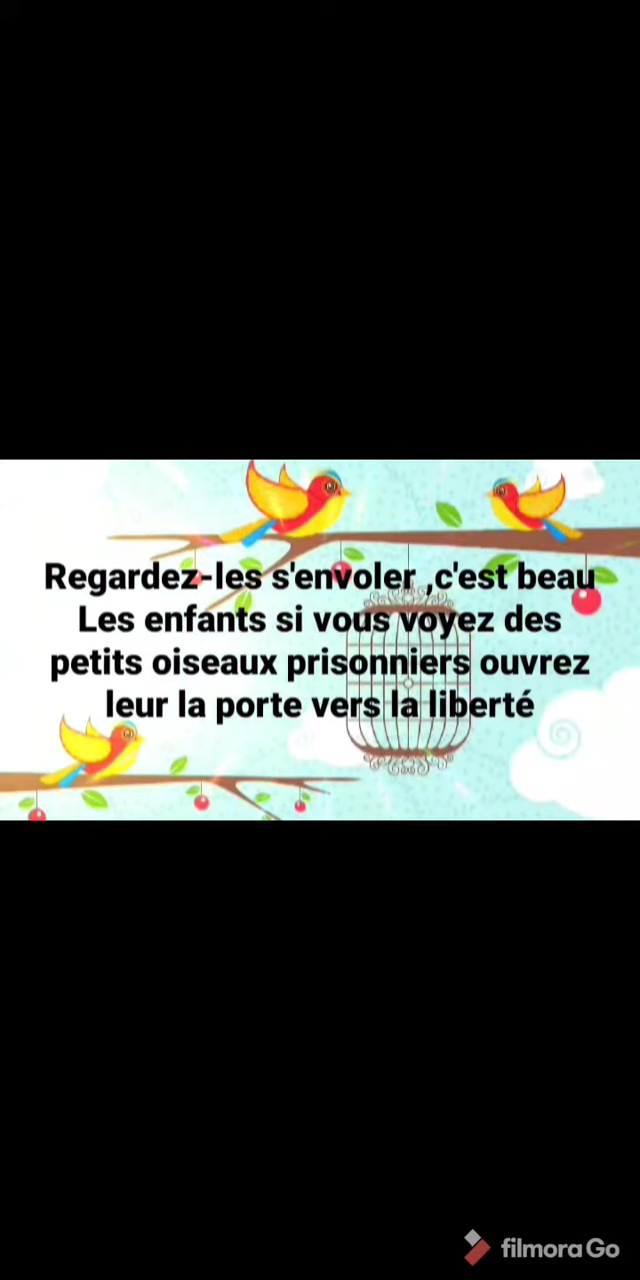 Regardez-les s'envoler ,c'est beau
Les enfants si vous voyez des
petits oiseaux prisonniers ouvrez
leur la porte vers la liberté
filmoraGo